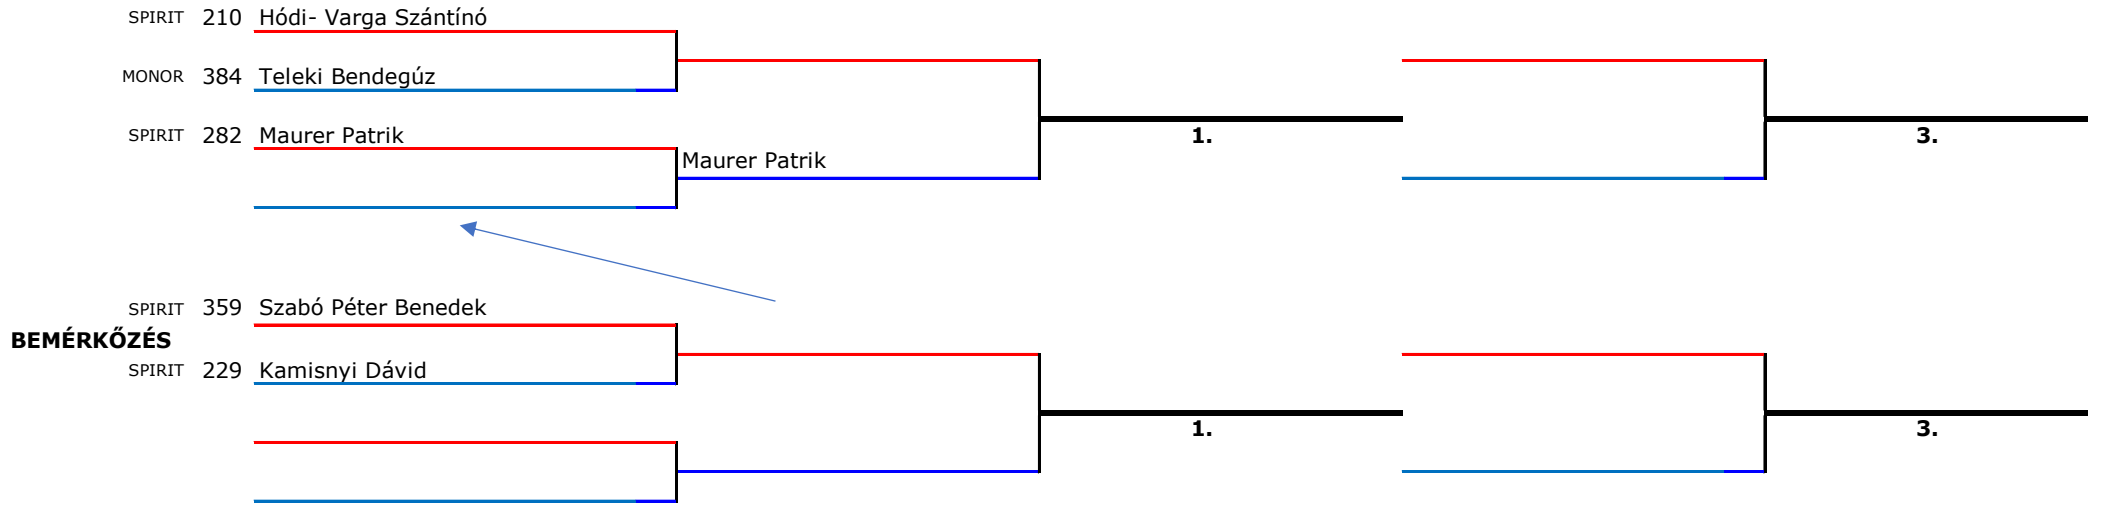 SPIRIT 210 Hódi- Varga Szántínó
MONOR 384 Teleki Bendegúz
SPIRIT 282 Maurer Patrik
1.
3.
Maurer Patrik
SPIRIT 359 Szabó Péter Benedek
BEMÉRKŐZÉS
SPIRIT 229 Kamisnyi Dávid
1.
3.